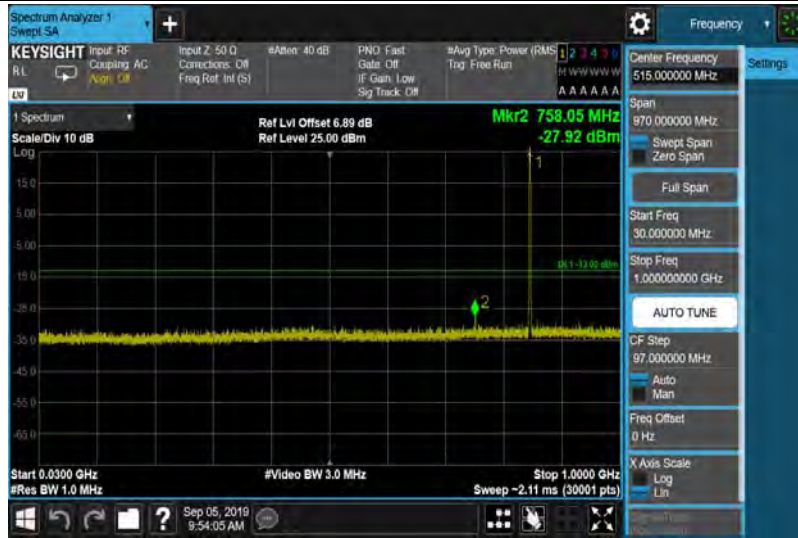 Spectrum Analyzer 1
Swept SA
Frequency
KEYSIGHT
RL
Input: RF
Coupling: AC
Align: Off
Input Z: 50 Ω
Corrections: Off
Freq Ref: Int (S)
#Atten: 40 dB
PNO: Fast
Gate: Off
IF Gain: Low
Sig Track: Off
#Avg Type: Power (RMS
Trig: Free Run
1 2 3 4 5 6
M W W W W W
A A A A A A
1 Spectrum
Scale/Div 10 dB
Log
Ref Lvl Offset 6.89 dB
Ref Level 25.00 dBm
Mkr2 758.05 MHz
-27.92 dBm
15.0
5.00
-5.00
-15.0
-25.0
-35.0
-45.0
-55.0
-65.0
1
2
DL1 -13.00 dBm
Start 0.0300 GHz
#Res BW 1.0 MHz
#Video BW 3.0 MHz
Stop 1.0000 GHz
Sweep ~2.11 ms (30001 pts)
Center Frequency
515.000000 MHz
Settings
Span
970.000000 MHz
Swept Span
Zero Span
Full Span
Start Freq
30.000000 MHz
Stop Freq
1.000000000 GHz
AUTO TUNE
CF Step
97.000000 MHz
Auto
Man
Freq Offset
0 Hz
X Axis Scale
Log
Lin
?
Sep 05, 2019
9:54:05 AM